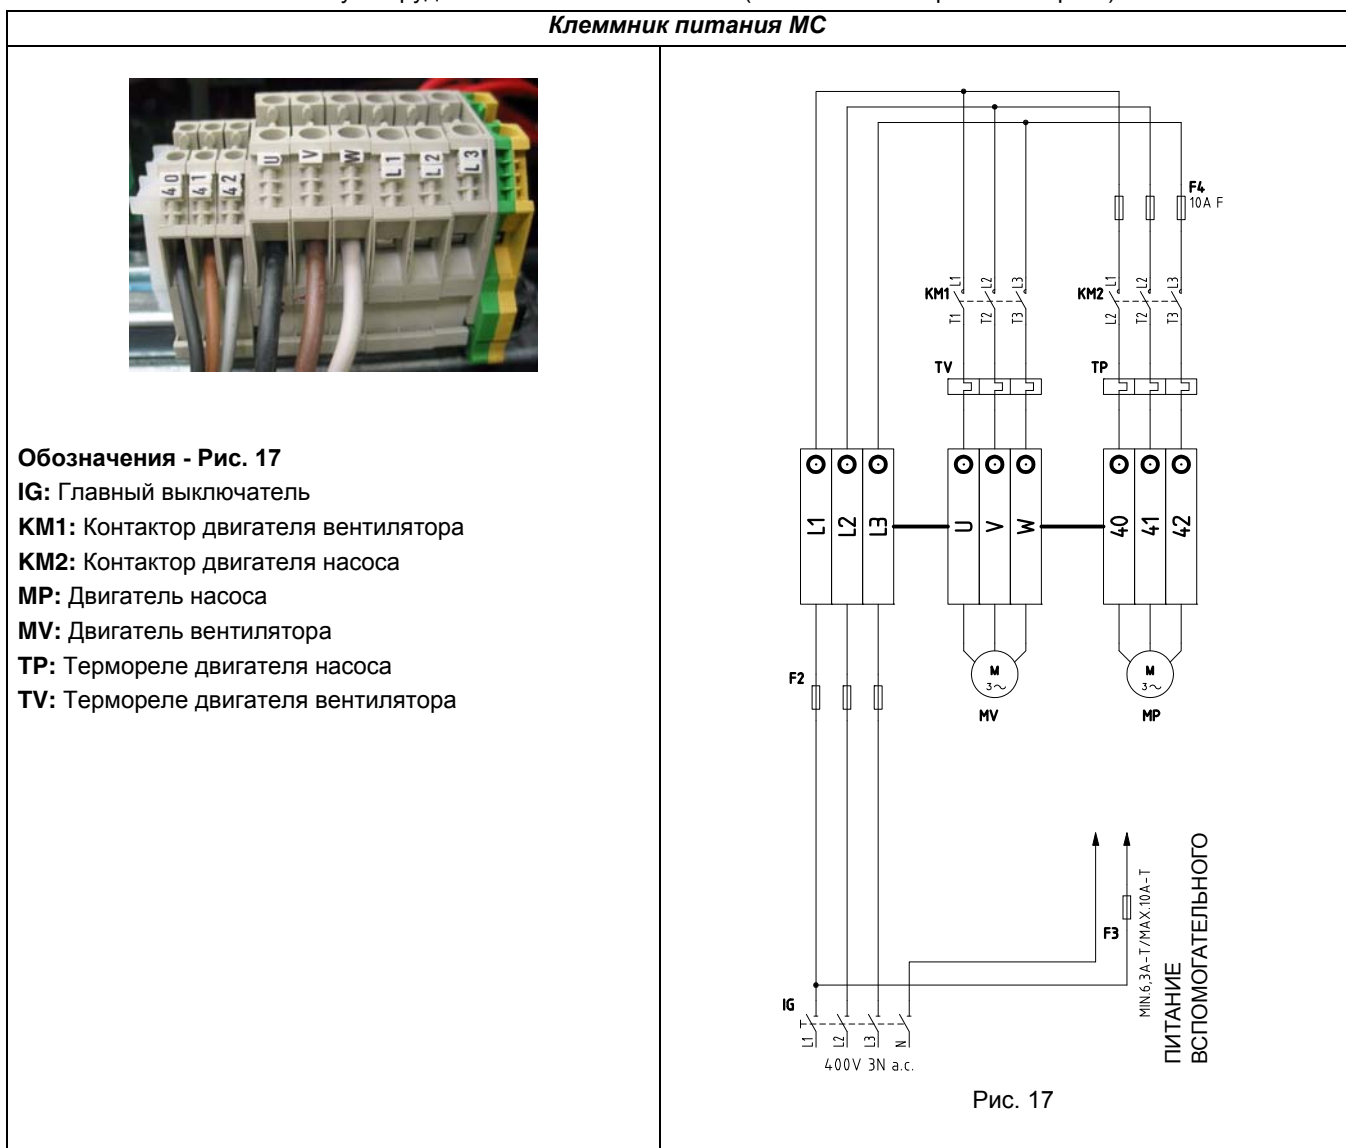 Клеммник питания МС
40
41
42
U
V
W
L1
L2
L3
Обозначения - Рис. 17
IG: Главный выключатель
KM1: Контактор двигателя вентилятора
KM2: Контактор двигателя насоса
MP: Двигатель насоса
MV: Двигатель вентилятора
TP: Термореле двигателя насоса
TV: Термореле двигателя вентилятора
F4
10A F
KM1
L1
L2
L3
T1
T2
T3
KM2
L1
L2
L3
L2
T2
T3
TV
TP
L1
L2
L3
U
V
W
40
41
42
F2
M
3~
MV
M
3~
MP
F3
MIN.6,3A-T/MAX.10A-T
ПИТАНИЕ
ВСПОМОГАТЕЛЬНОГО
IG
L1
L2
L3
N
400V 3N a.c.
Рис. 17